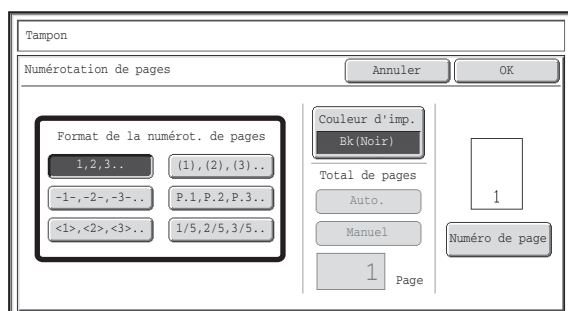 Tampon
Numérotation de pages
Annuler
OK
Format de la numérot. de pages
1,2,3..
(1),(2),(3)..
-1-,-2-,-3-..
P.1,P.2,P.3..
<1>,<2>,<3>..
1/5,2/5,3/5..
Couleur d'imp.
Bk(Noir)
Total de pages
Auto.
Manuel
1 Page
1
Numéro de page